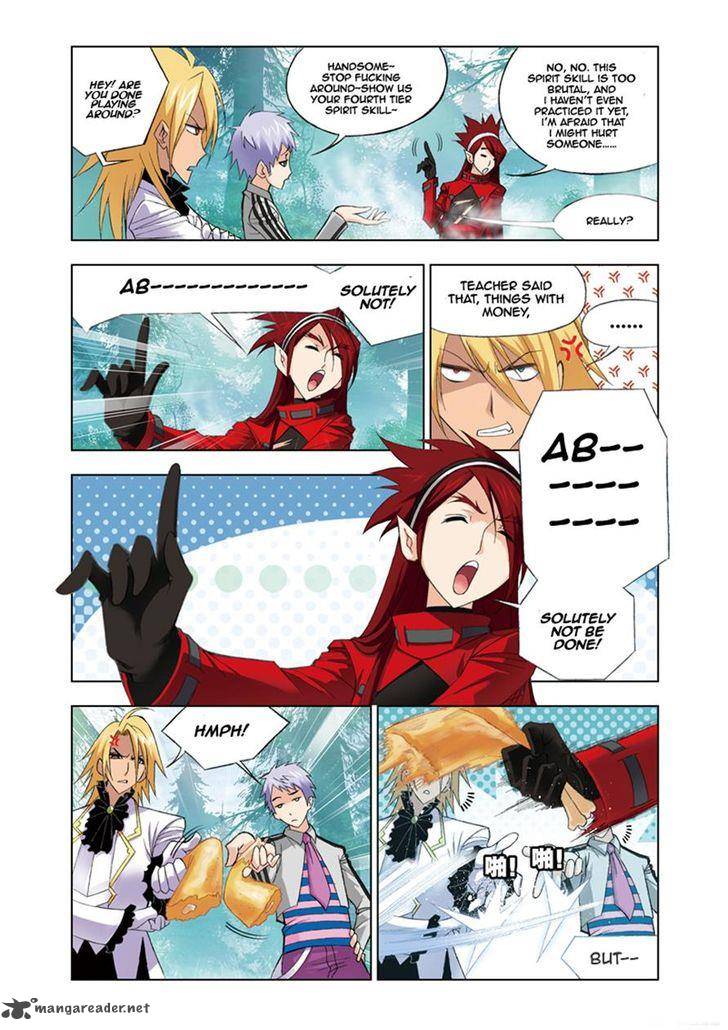 HEY! ARE
YOU DONE
PLAYING
AROUND?
HANDSOME~
STOP FUCKING
AROUND~SHOW US
YOUR FOURTH TIER
SPIRIT SKILL~
NO, NO. THIS
SPIRIT SKILL IS TOO
BRUTAL, AND
I HAVEN'T EVEN
PRACTICED IT YET,
I'M AFRAID THAT
I MIGHT HURT
SOMEONE......
REALLY?
AB-------------
SOLUTELY
NOT!
TEACHER SAID
THAT, THINGS WITH
MONEY,
......
AB--
----
----
SOLUTELY
NOT BE
DONE!
HMPH!
啪!
啪!
BUT--
mangareader.net